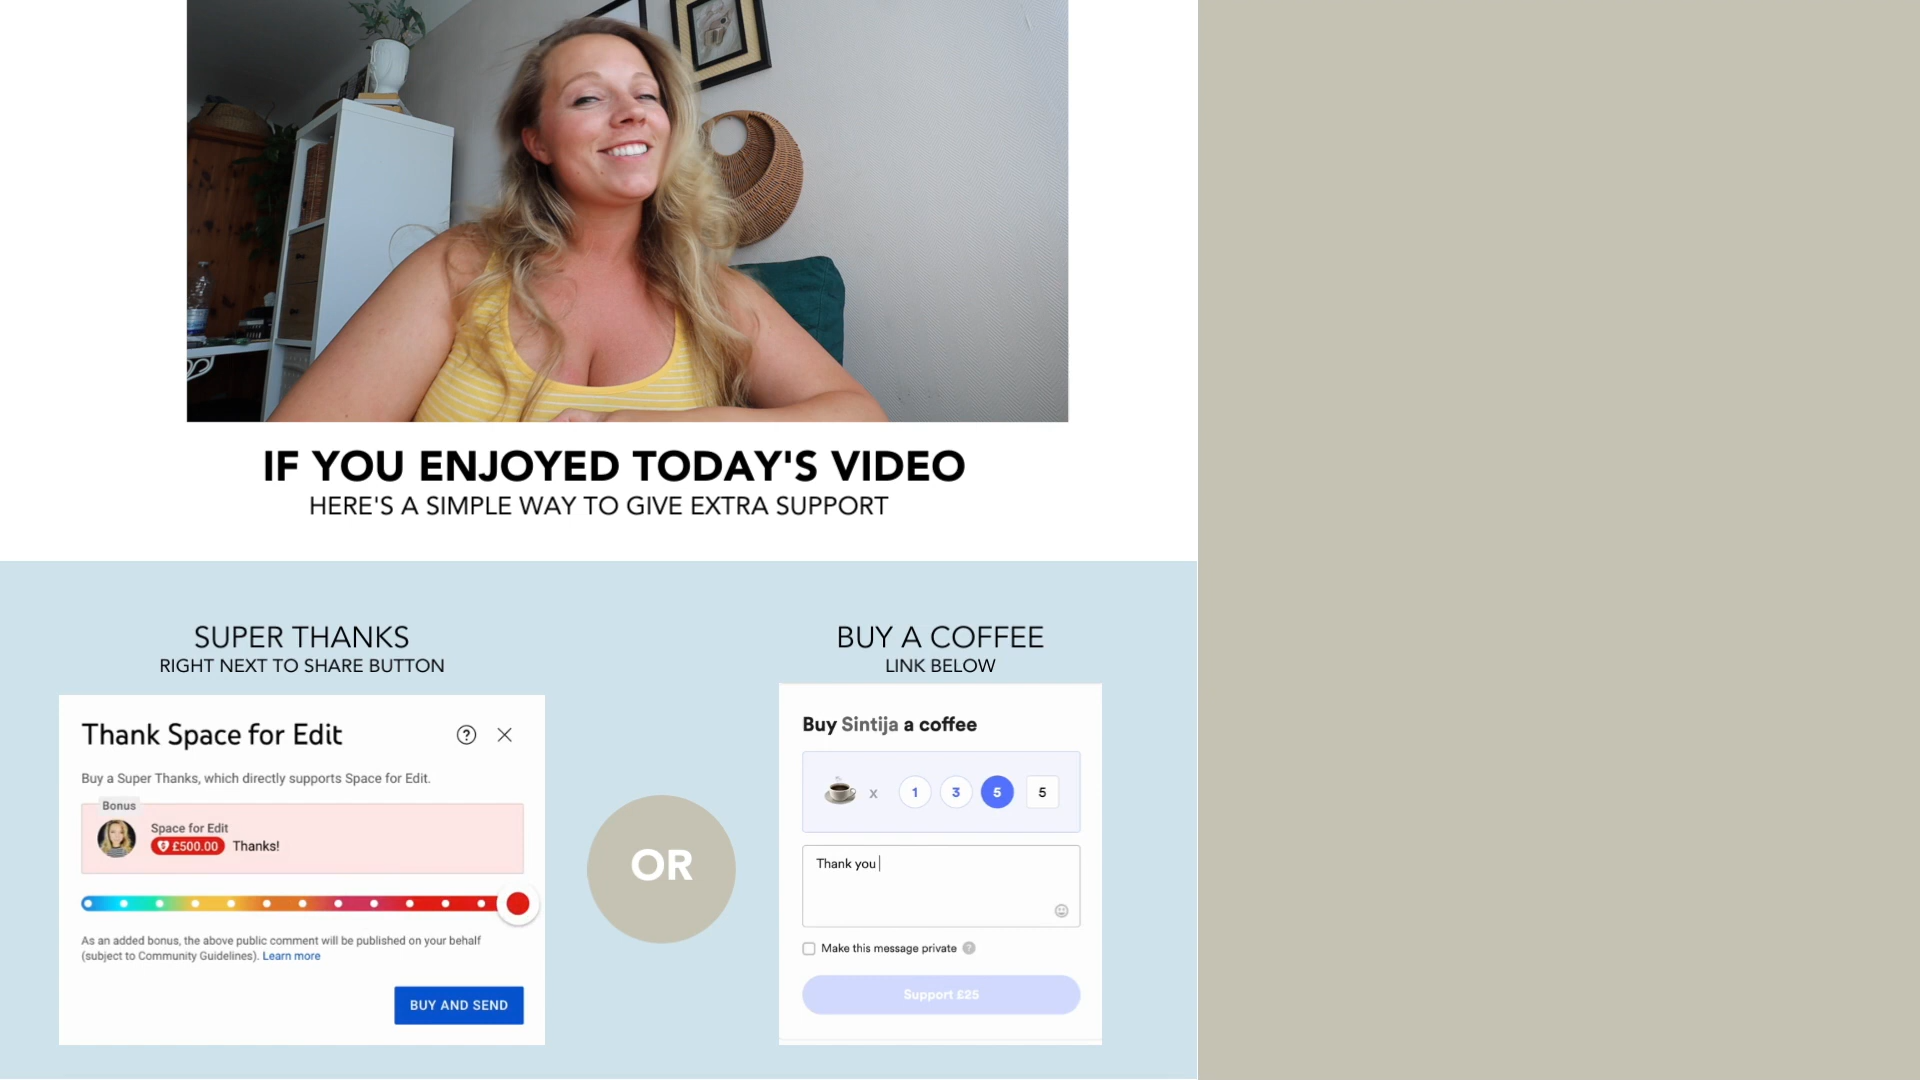 IF YOU ENJOYED TODAY'S VIDEO
HERE'S A SIMPLE WAY TO GIVE EXTRA SUPPORT
SUPER THANKS
RIGHT NEXT TO SHARE BUTTON
Thank Space for Edit
?
Buy a Super Thanks, which directly supports Space for Edit.
Bonus
Space for Edit
£500.00 Thanks!
As an added bonus, the above public comment will be published on your behalf
(subject to Community Guidelines). Learn more
BUY AND SEND
OR
BUY A COFFEE
LINK BELOW
Buy Sintija a coffee
x 1 3 5 5
Thank you
Make this message private ?
Support £25